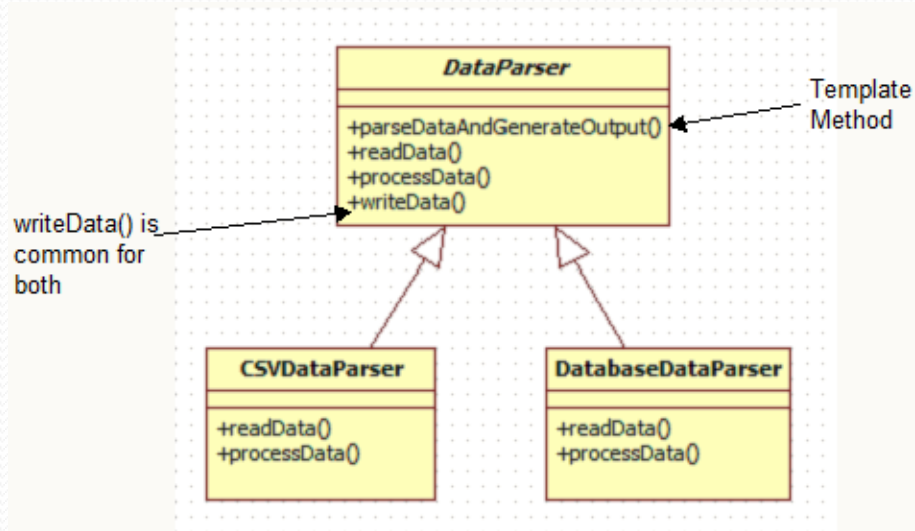 DataParser
+parseDataAndGenerateOutput()
+readData()
+processData()
+writeData()
Template
Method
writeData() is
common for
both
CSVDataParser
+readData()
+processData()
DatabaseDataParser
+readData()
+processData()